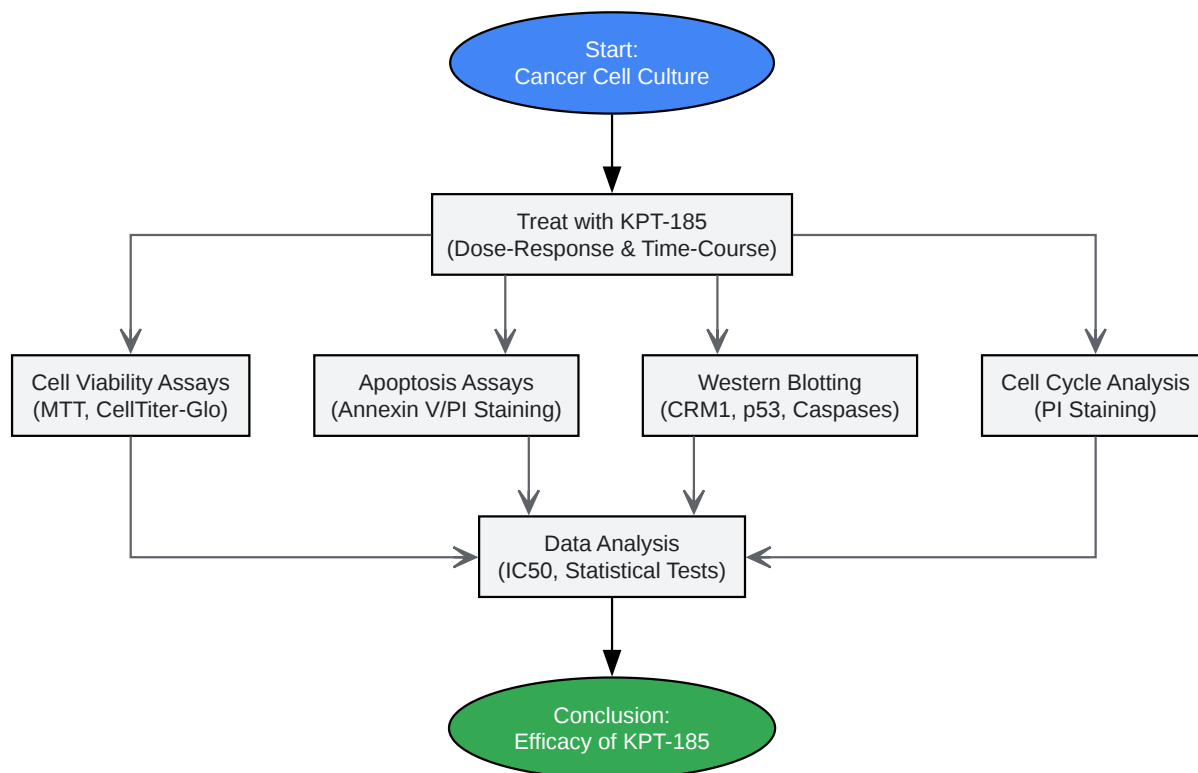 Start:
Cancer Cell Culture
Treat with KPT-185
(Dose-Response & Time-Course)
Cell Viability Assays
(MTT, CellTiter-Glo)
Apoptosis Assays
(Annexin V/PI Staining)
Western Blotting
(CRM1, p53, Caspases)
Cell Cycle Analysis
(PI Staining)
Data Analysis
(IC50, Statistical Tests)
Conclusion:
Efficacy of KPT-185